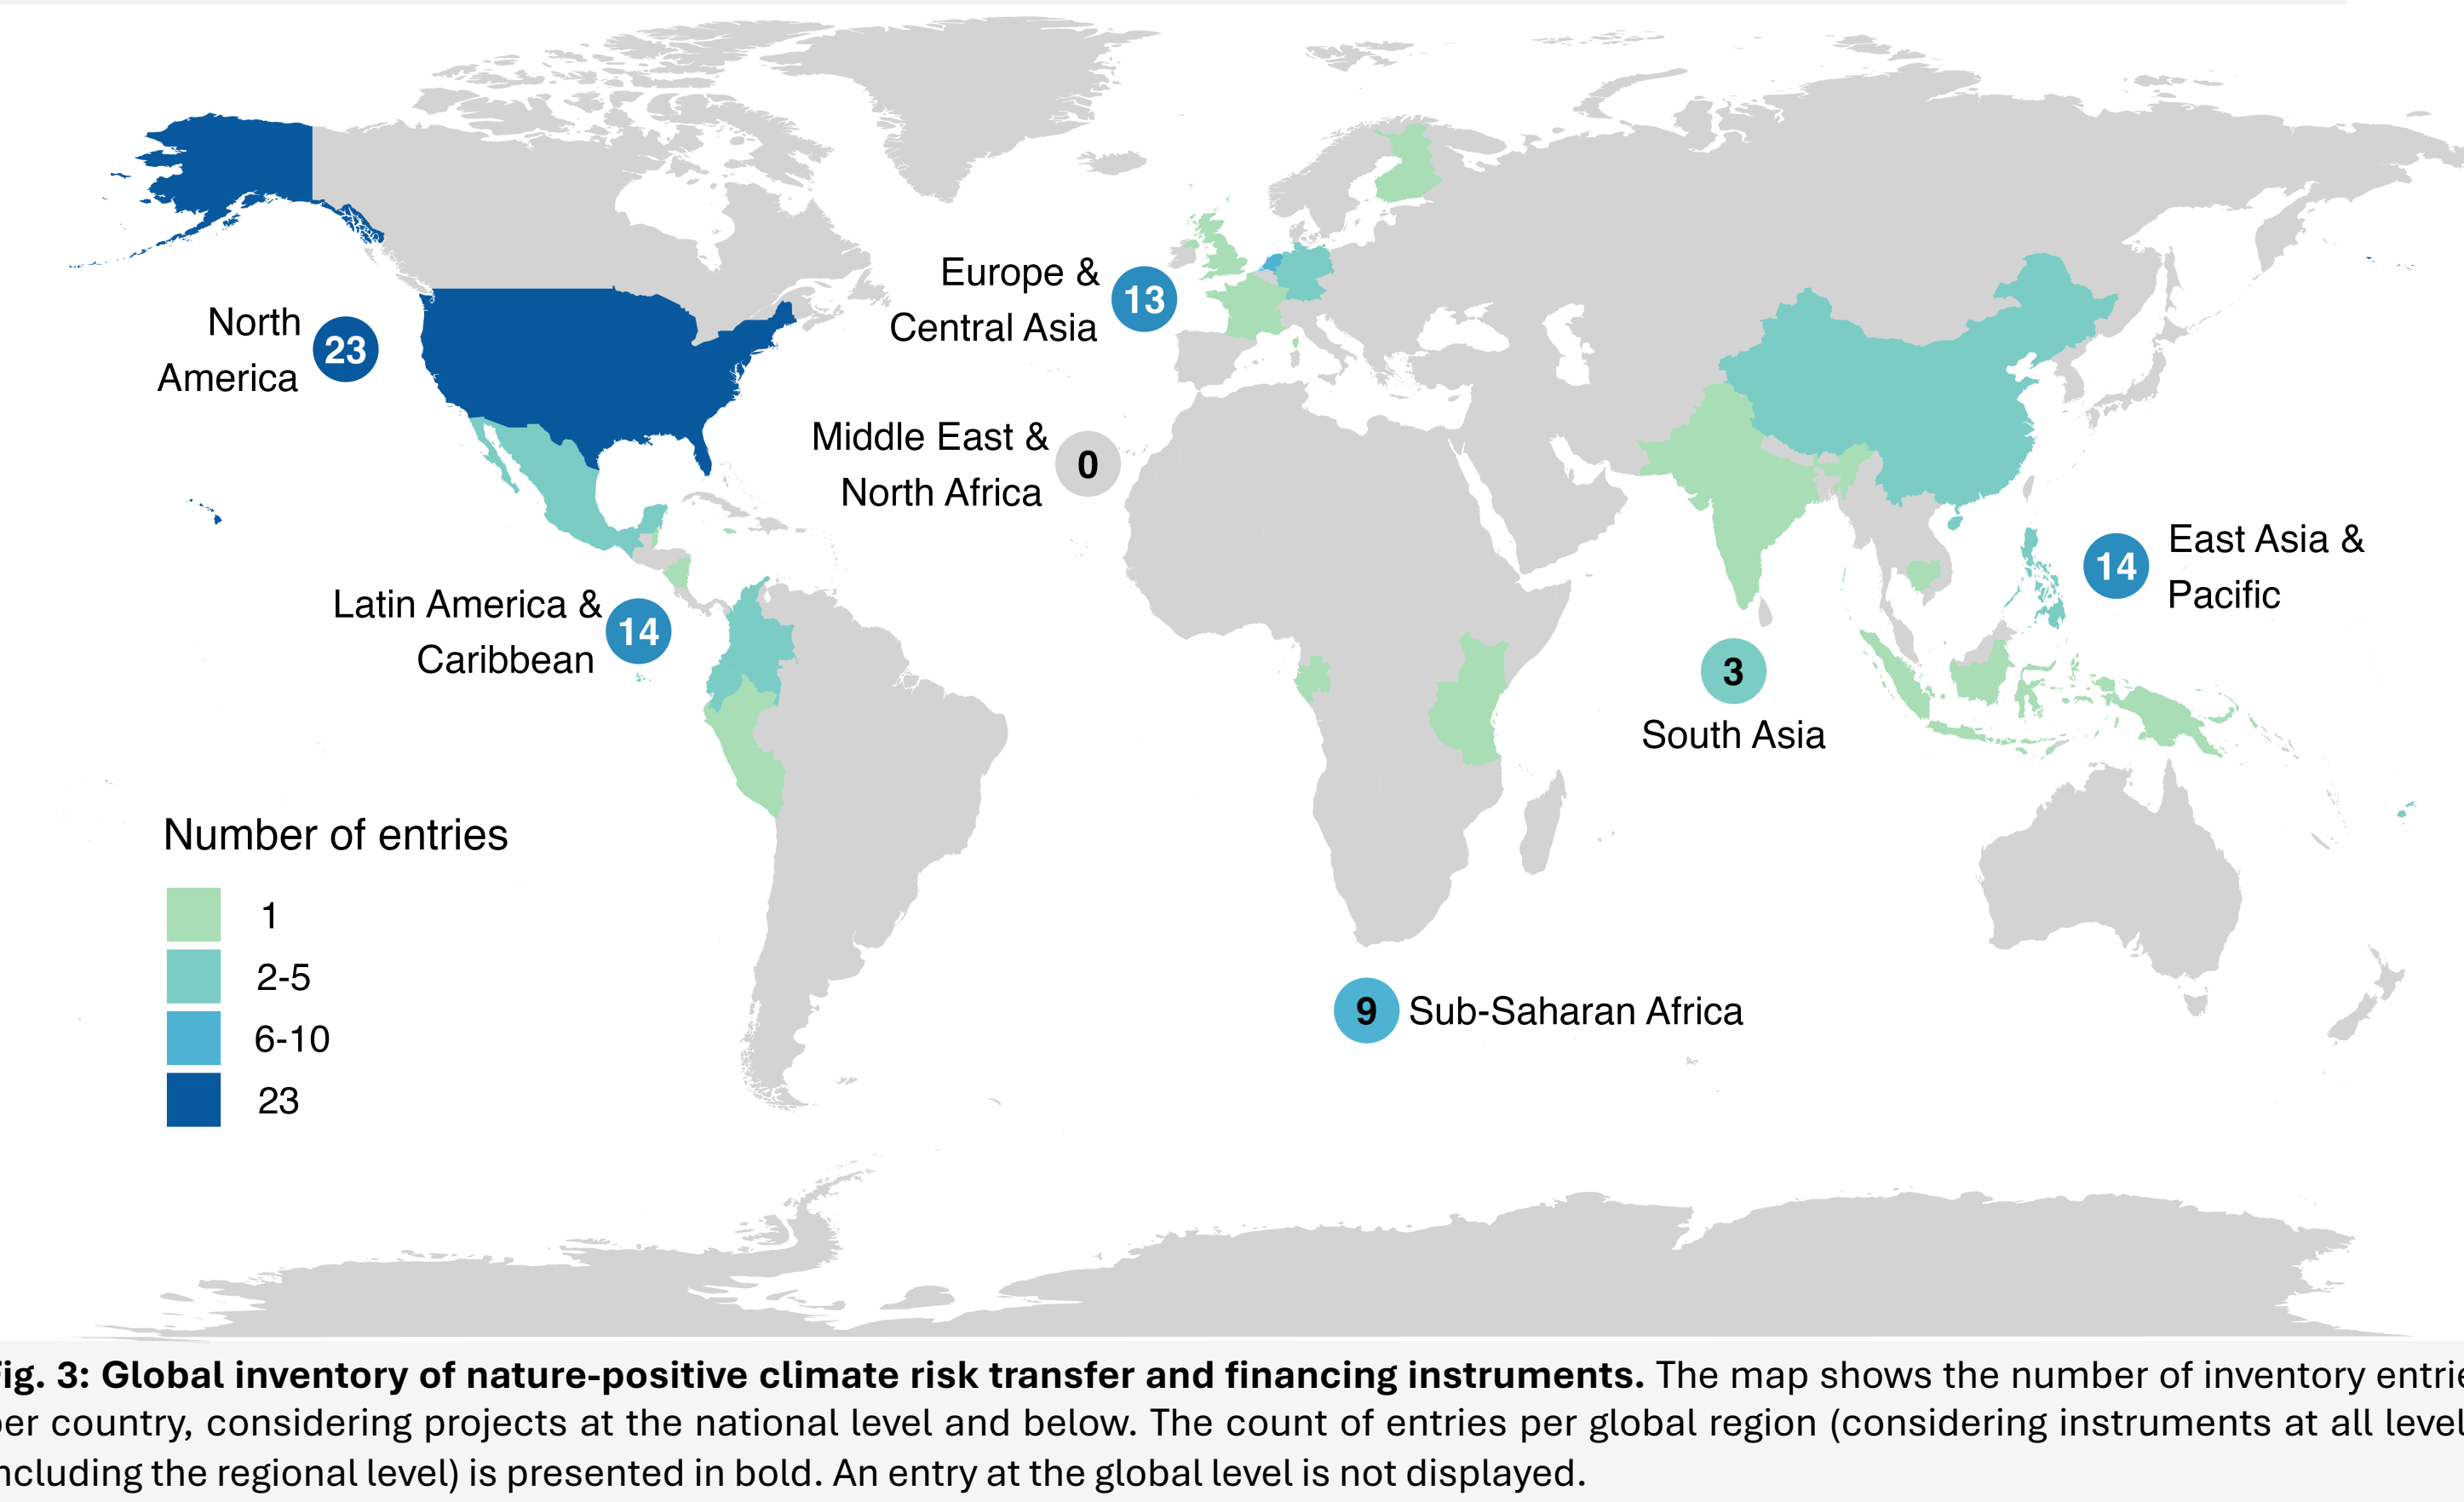 North
America
23
Europe &
Central Asia
13
Middle East &
North Africa
0
Latin America &
Caribbean
14
East Asia &
Pacific
14
3
South Asia
9
Sub-Saharan Africa
Number of entries
1
2-5
6-10
23
ig. 3: Global inventory of nature-positive climate risk transfer and financing instruments. The map shows the number of inventory entrie
er country, considering projects at the national level and below. The count of entries per global region (considering instruments at all level
ncluding the regional level) is presented in bold. An entry at the global level is not displayed.